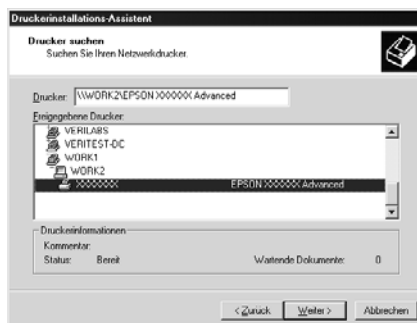 Druckerinstallations-Assistent
Drucker suchen
Suchen Sie Ihren Netzwerkdrucker.
Drucker: \\WORK2\EPSON XXXXXX Advanced
Freigegebene Drucker:
VERILABS
VERITEST-DC
WORK1
WORK2
XXXXXXX EPSON XXXXXX Advanced
Druckerinformationen
Kommentar:
Status: Bereit Wartende Dokumente: 0
< Zurück Weiter > Abbrechen